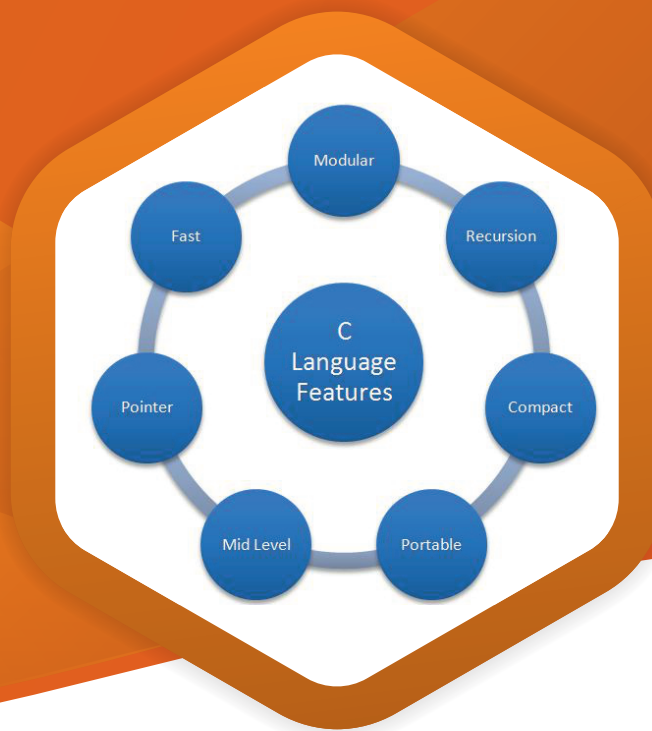 Modular
Fast
Recursion
C
Language
Features
Pointer
Compact
Mid Level
Portable